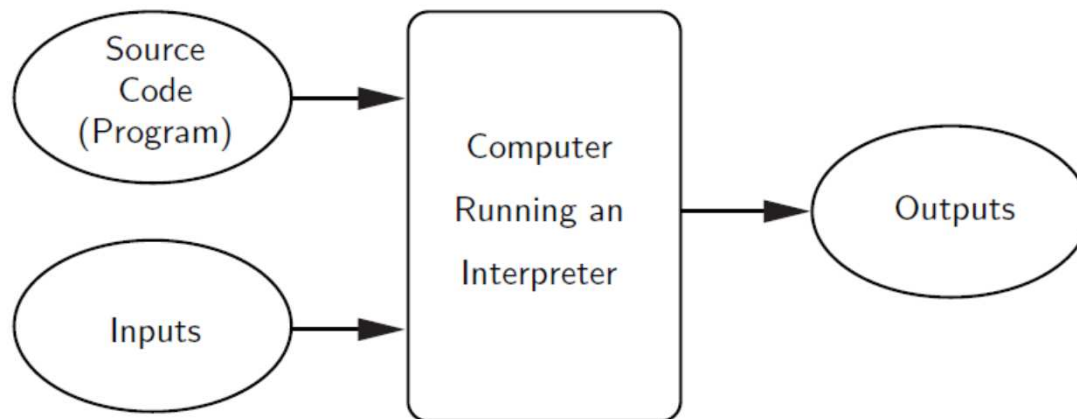 Source
Code
(Program)
Inputs
Computer
Running an
Interpreter
Outputs